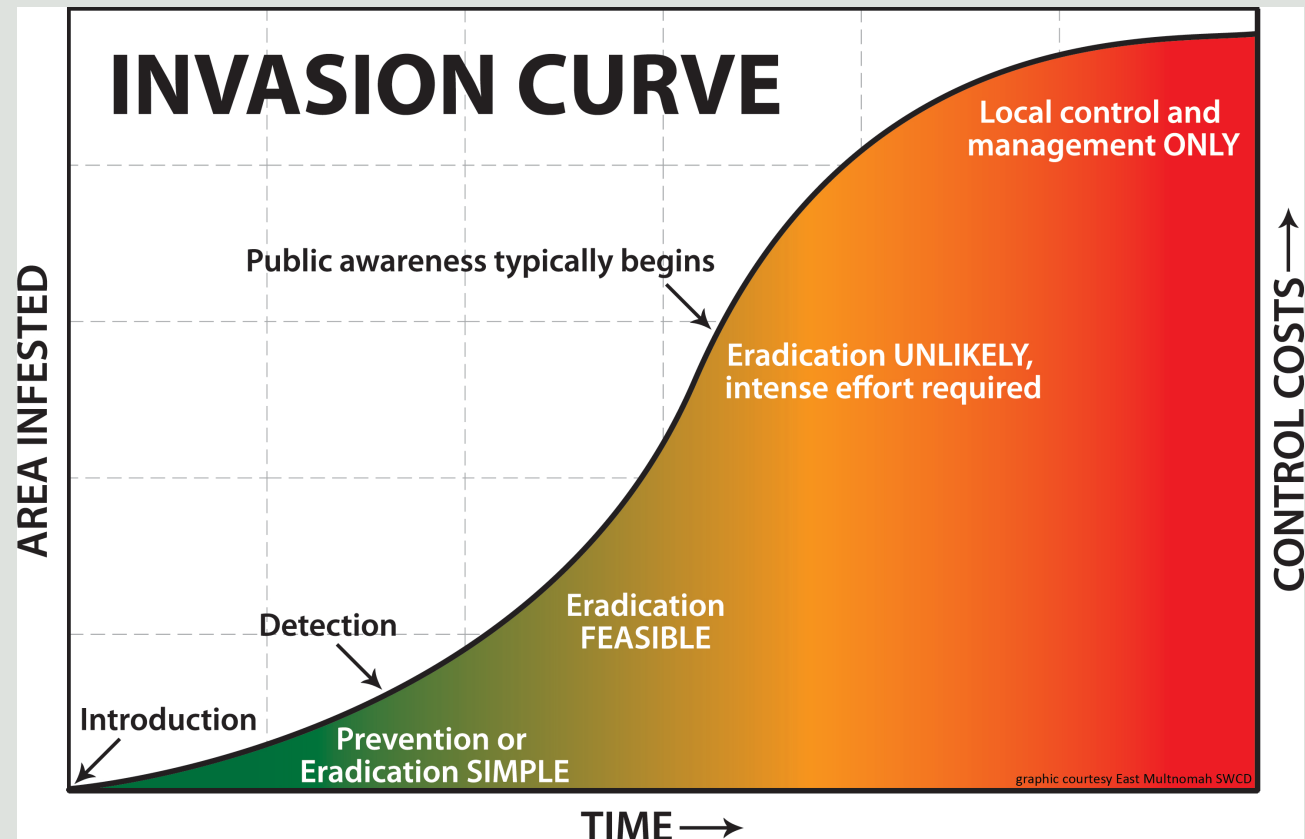 INVASION CURVE
Local control and
management ONLY
Public awareness typically begins
Eradication UNLIKELY,
intense effort required
Eradication
FEASIBLE
Detection
Introduction
Prevention or
Eradication SIMPLE
graphic courtesy East Multnomah SWCD
AREA INFESTED
CONTROL COSTS
TIME